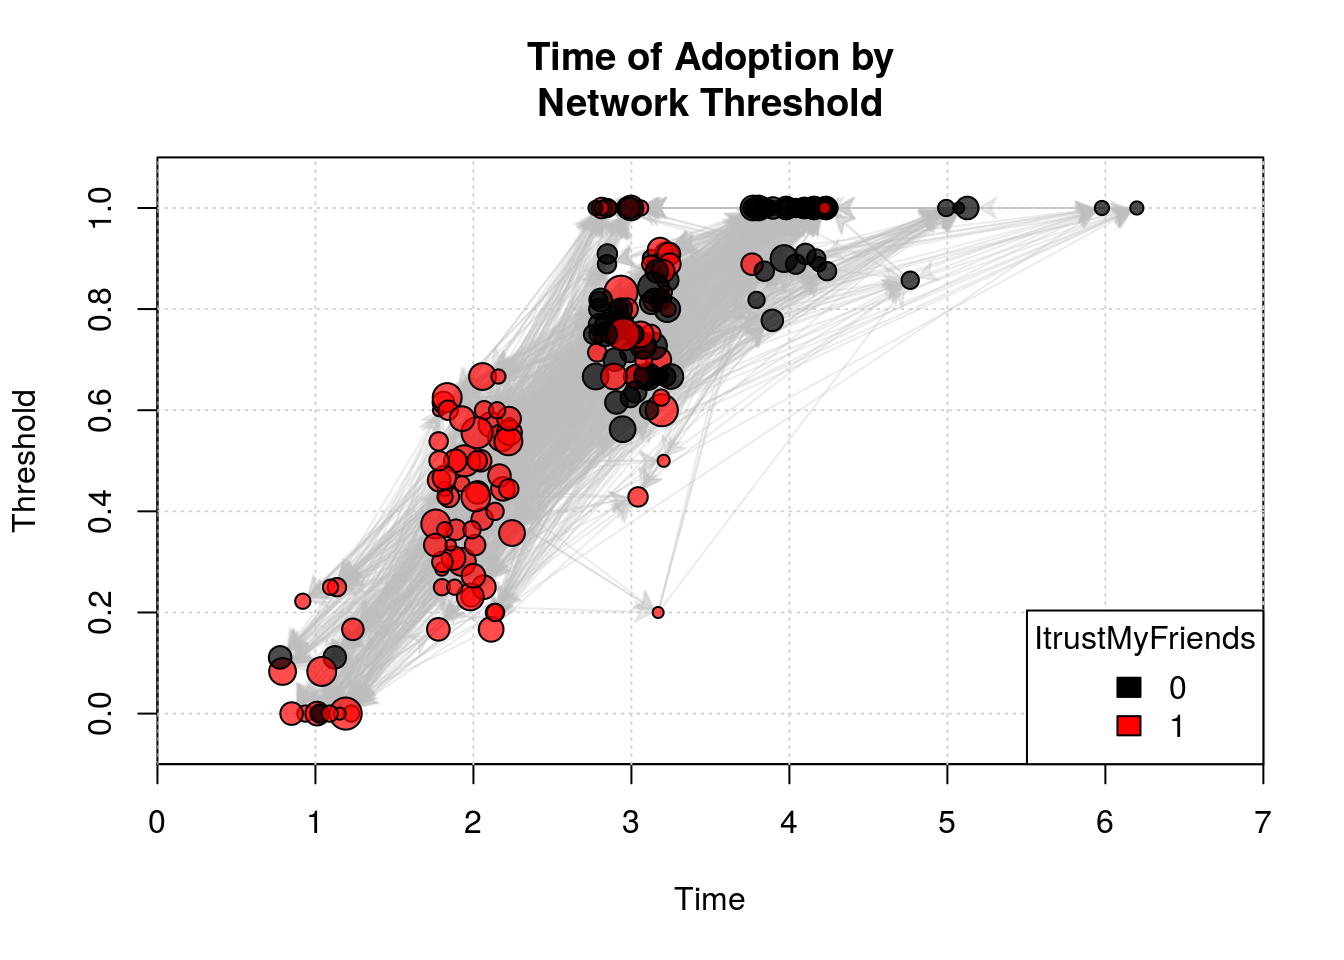 Time of Adoption by
Network Threshold
Threshold
1.0
0.8
0.6
0.4
0.2
0.0
ItrustMyFriends
0
1
0 1 2 3 4 5 6 7
Time